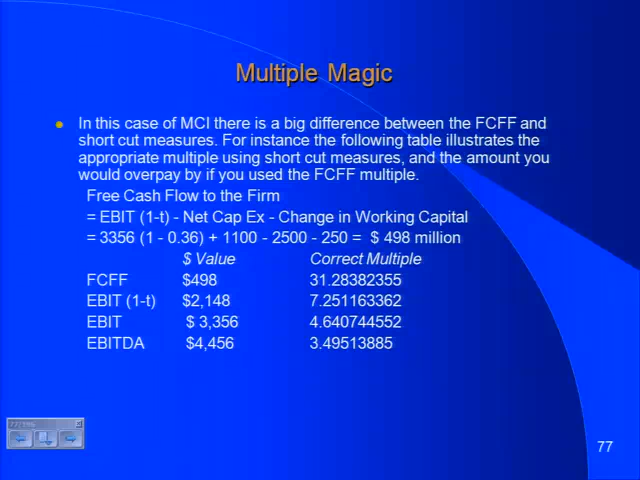 Multiple Magic
In this case of MCI there is a big difference between the FCFF and
short cut measures. For instance the following table illustrates the
appropriate multiple using short cut measures, and the amount you
would overpay by if you used the FCFF multiple.
Free Cash Flow to the Firm
= EBIT (1-t) - Net Cap Ex - Change in Working Capital
= 3356 (1 - 0.36) + 1100 - 2500 - 250 = $ 498 million
$ Value Correct Multiple
FCFF $498 31.28382355
EBIT (1-t) $2,148 7.251163362
EBIT $ 3,356 4.640744552
EBITDA $4,456 3.49513885
77